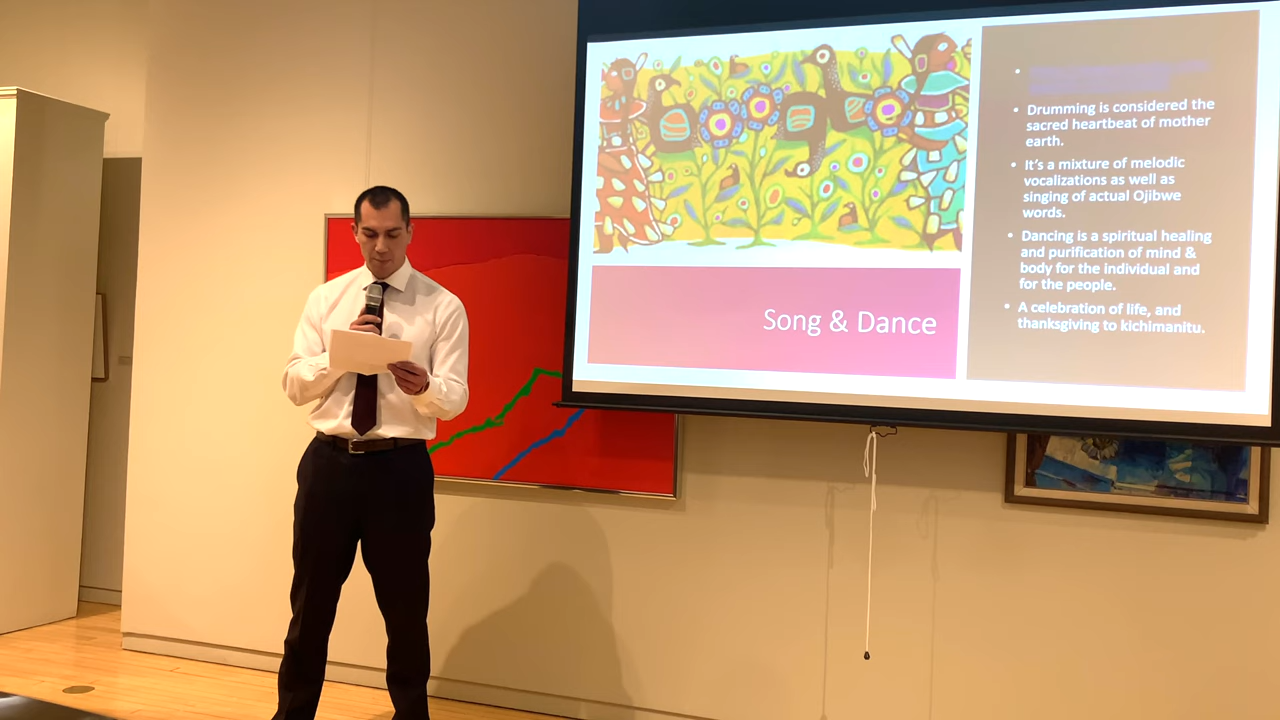 Drumming is considered the
sacred heartbeat of mother
earth.
It's a mixture of melodic
vocalizations as well as
singing of actual Ojibwe
words.
Dancing is a spiritual healing
and purification of mind &
body for the individual and
for the people.
A celebration of life, and
thanksgiving to kichimanitu.
Song & Dance